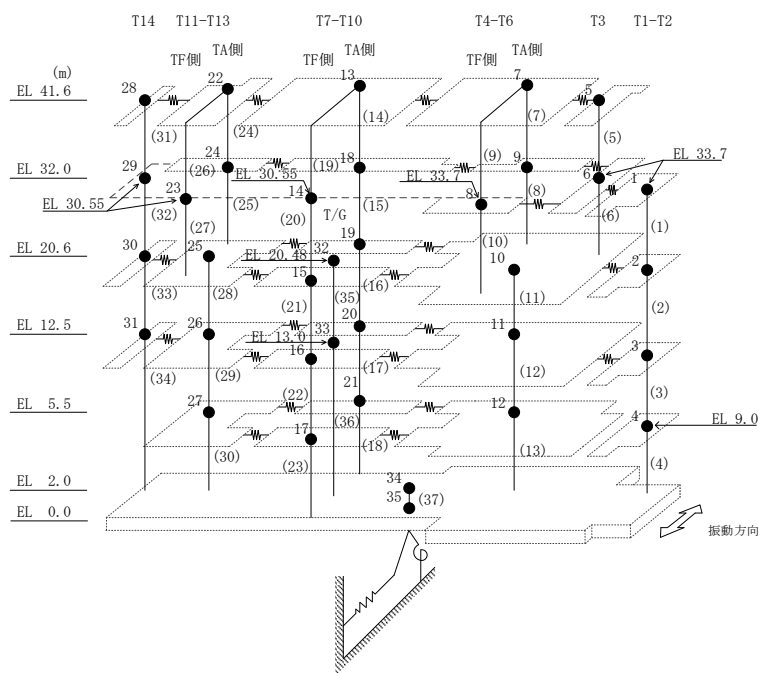 T14 T11-T13 T7-T10 T4-T6 T3 T1-T2
TF側 TA側 TF側 TA側 TF側 TA側
(m)
EL 41.6 28 22 13 7 5
(31) (24) (14) (7) (5)
EL 32.0 29 24 18 9 6 EL 33.7
(26) (19) (9)
EL 30.55 EL 33.7 1
EL 30.55 (32) 23 (25) 14 (15) 8 (8) (6)
(27) (20) T/G (1)
EL 20.6 30 25 32 19 (10) 10 2
EL 20.48
(33) (28) 15 (35) (16) (11) (2)
(21)
EL 12.5 31 26 33 20 11
EL 13.0
(34) (29) 16 (17) (12) 3
(3)
EL 5.5 27 (22) 21 12 4 EL 9.0
(36)
(30) 17 (18) (13) (4)
(23)
EL 2.0 34
EL 0.0 35 (37)
振動方向